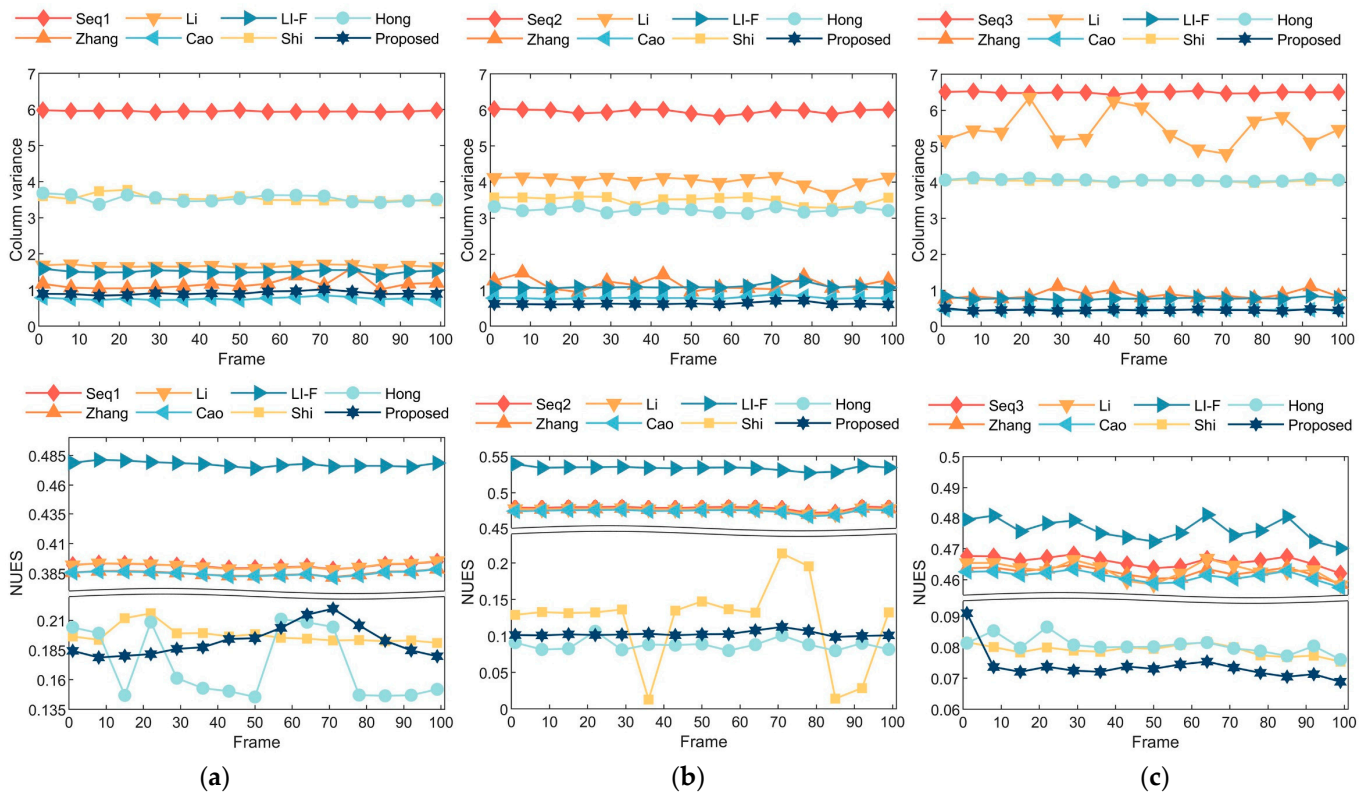 Seq1 Li LI-F Hong
Zhang Cao Shi Proposed
7
6
5
4
3
2
1
0
Column variance
0 10 20 30 40 50 60 70 80 90 100
Frame
Seq2 Li LI-F Hong
Zhang Cao Shi Proposed
7
6
5
4
3
2
1
0
Column variance
0 10 20 30 40 50 60 70 80 90 100
Frame
Seq3 Li LI-F Hong
Zhang Cao Shi Proposed
7
6
5
4
3
2
1
0
Column variance
0 10 20 30 40 50 60 70 80 90 100
Frame
Seq1 Li LI-F Hong
Zhang Cao Shi Proposed
0.485
0.46
0.435
0.41
0.385
0.21
0.185
0.16
0.135
NUES
0 10 20 30 40 50 60 70 80 90 100
Frame
(a)
Seq2 Li LI-F Hong
Zhang Cao Shi Proposed
0.55
0.5
0.45
0.2
0.15
0.1
0.05
0
NUES
0 10 20 30 40 50 60 70 80 90 100
Frame
(b)
Seq3 Li LI-F Hong
Zhang Cao Shi Proposed
0.5
0.49
0.48
0.47
0.46
0.09
0.08
0.07
0.06
NUES
0 10 20 30 40 50 60 70 80 90 100
Frame
(c)